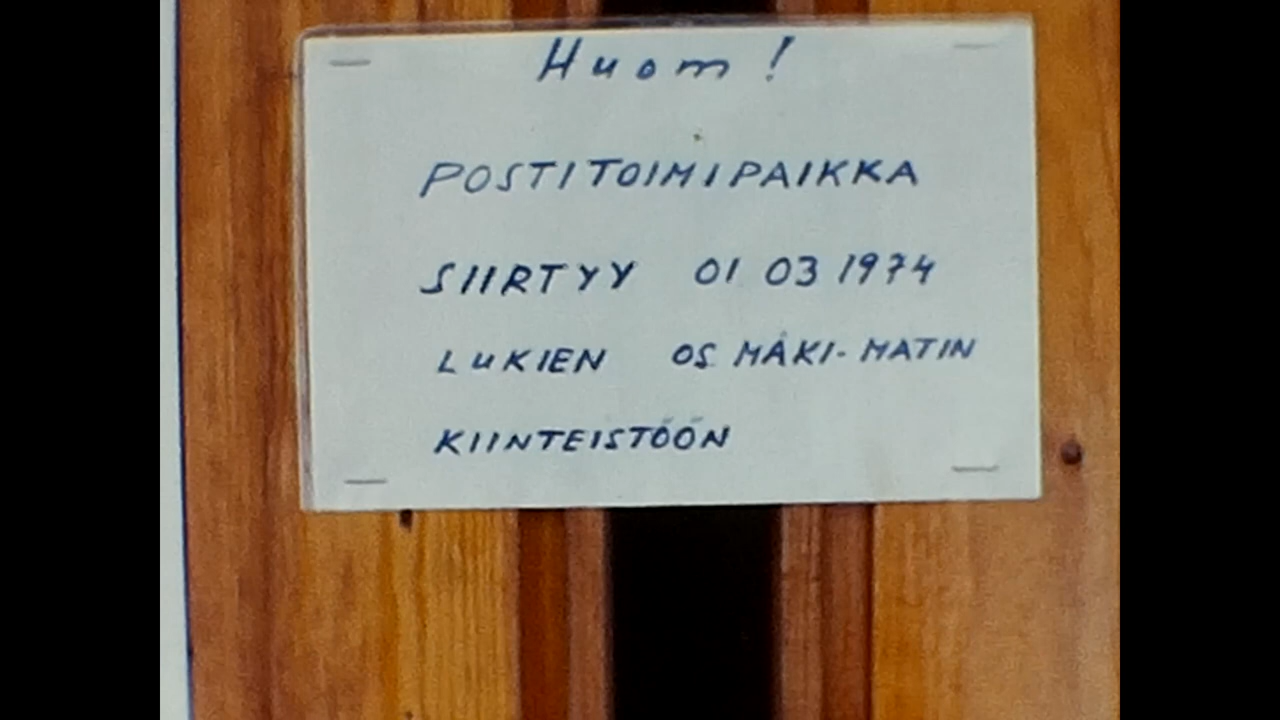 Huom!
POSTITOIMIPAIKKA
SIIRTYY 01 03 1974
LUKIEN OS MÄKI-MATIN
KIINTEISTÖÖN